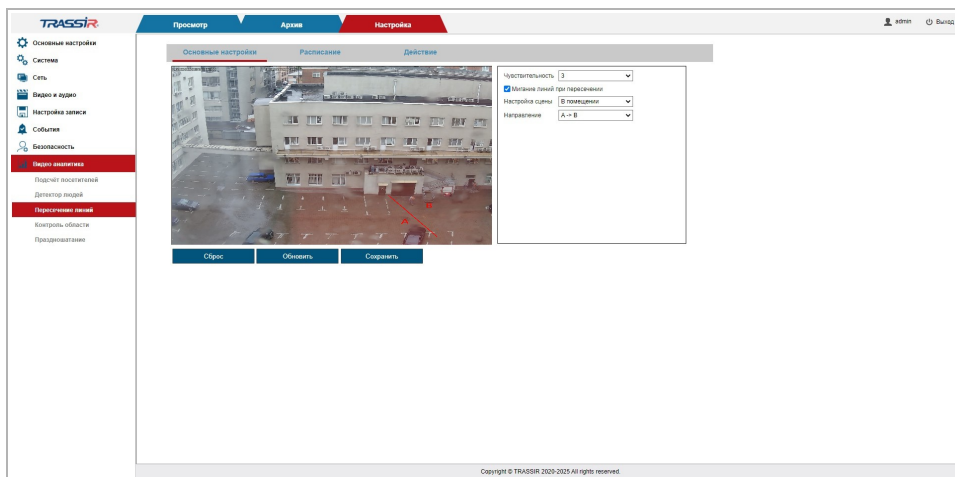 TRASSIR
Просмотр
Архив
Настройка
admin
Выход
Основные настройки
Система
Сеть
Видео и аудио
Настройка записи
События
Безопасность
Видео аналитика
Подсчёт посетителей
Детектор людей
Пересечение линий
Контроль области
Праздношатание
Основные настройки
Расписание
Действие
Чувствительность 3
Мигание линий при пересечении
Настройка сцены В помещении
Направление A -> B
Б
А
Сброс
Обновить
Сохранить
Copyright © TRASSIR 2020-2025 All rights reserved.